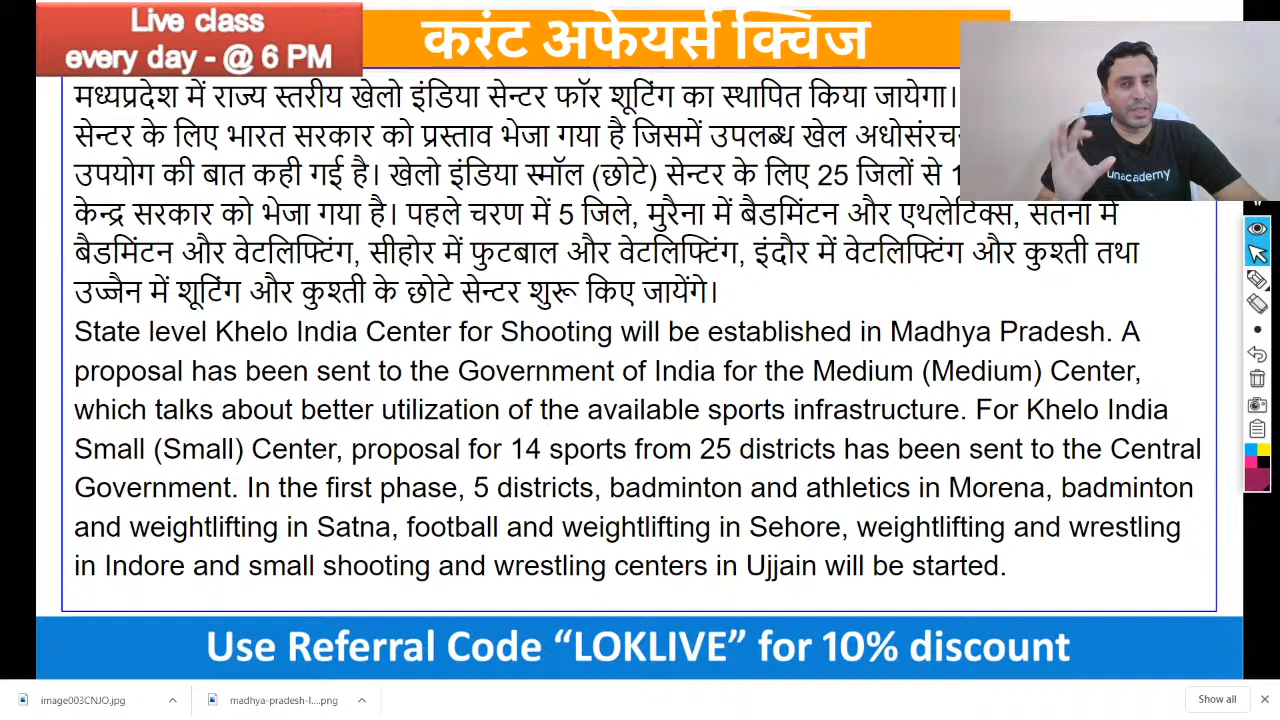 Live class
every day - @ 6 PM
करंट अफेयर्स क्विज
unacademy
मध्यप्रदेश में राज्य स्तरीय खेलो इंडिया सेन्टर फॉर शूटिंग का स्थापित किया जायेगा।
सेन्टर के लिए भारत सरकार को प्रस्ताव भेजा गया है जिसमें उपलब्ध खेल
उपयोग की बात कही गई है। खेलो इंडिया स्मॉल (छोटे) सेन्टर के लिए 25 जिलों से
केन्द्र सरकार को भेजा गया है। पहले चरण में 5 जिले, मुरैना में बैडमिंटन और एथलेटिक्स, सतना में
बैडमिंटन और वेटलिफ्टिंग, सीहोर में फुटबाल और वेटलिफ्टिंग, इंदौर में वेटलिफ्टिंग और कुश्ती तथा
उज्जैन में शूटिंग और कुश्ती के छोटे सेन्टर शुरू किए जायेंगे।
State level Khelo India Center for Shooting will be established in Madhya Pradesh. A
proposal has been sent to the Government of India for the Medium (Medium) Center,
which talks about better utilization of the available sports infrastructure. For Khelo India
Small (Small) Center, proposal for 14 sports from 25 districts has been sent to the Central
Government. In the first phase, 5 districts, badminton and athletics in Morena, badminton
and weightlifting in Satna, football and weightlifting in Sehore, weightlifting and wrestling
in Indore and small shooting and wrestling centers in Ujjain will be started.
Use Referral Code “LOKLIVE” for 10% discount
image003CNJO.jpg
madhya-pradesh-l....png
Show all